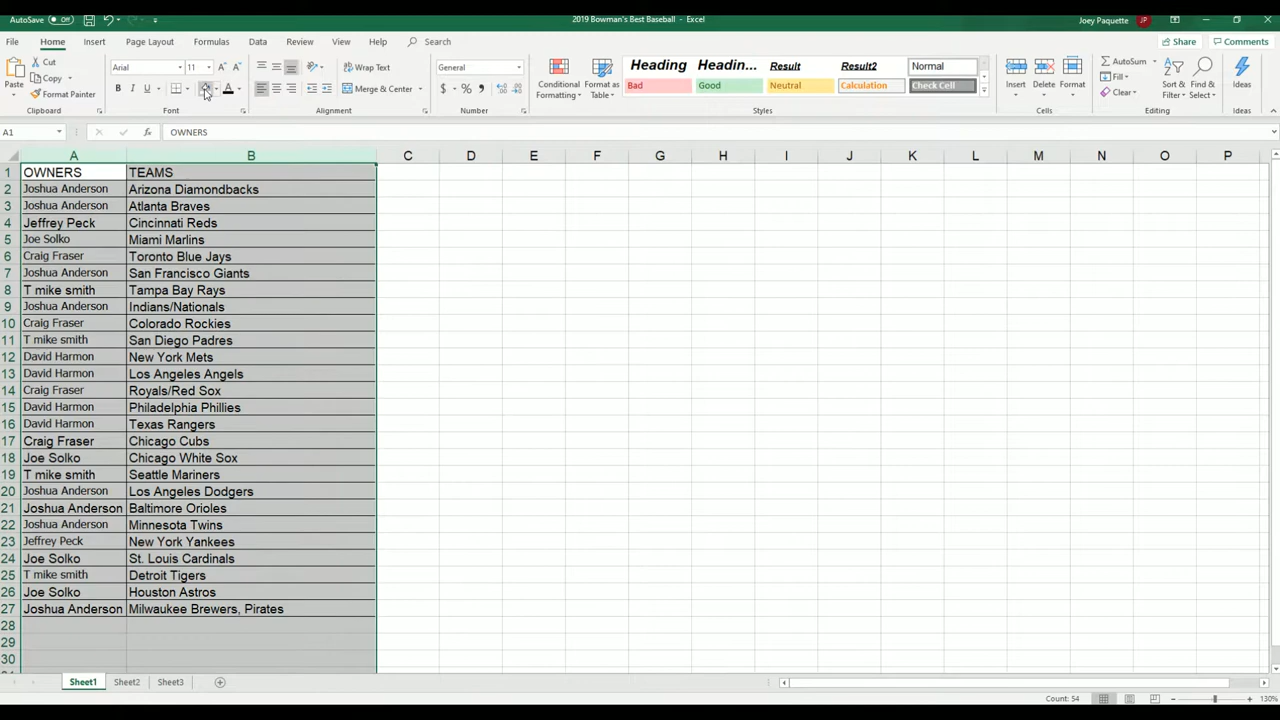 AutoSave Off 2019 Bowman's Best Baseball - Excel Joey Paquette JP
File Home Insert Page Layout Formulas Data Review View Help Search Share Comments
Paste Cut Copy Format Painter Clipboard
Arial 11 B I U A Font
Wrap Text Merge & Center Alignment
General $ % Number
Conditional Formatting Format as Table Heading Headin... Result Result2 Normal
Bad Good Neutral Calculation Check Cell Styles
Insert Delete Format Cells
AutoSum Fill Clear Sort & Filter Find & Select Editing
Ideas Ideas
A1 fx OWNERS
A B C D E F G H I J K L M N O P
1 OWNERS TEAMS
2 Joshua Anderson Arizona Diamondbacks
3 Joshua Anderson Atlanta Braves
4 Jeffrey Peck Cincinnati Reds
5 Joe Solko Miami Marlins
6 Craig Fraser Toronto Blue Jays
7 Joshua Anderson San Francisco Giants
8 T mike smith Tampa Bay Rays
9 Joshua Anderson Indians/Nationals
10 Craig Fraser Colorado Rockies
11 T mike smith San Diego Padres
12 David Harmon New York Mets
13 David Harmon Los Angeles Angels
14 Craig Fraser Royals/Red Sox
15 David Harmon Philadelphia Phillies
16 David Harmon Texas Rangers
17 Craig Fraser Chicago Cubs
18 Joe Solko Chicago White Sox
19 T mike smith Seattle Mariners
20 Joshua Anderson Los Angeles Dodgers
21 Joshua Anderson Baltimore Orioles
22 Joshua Anderson Minnesota Twins
23 Jeffrey Peck New York Yankees
24 Joe Solko St. Louis Cardinals
25 T mike smith Detroit Tigers
26 Joe Solko Houston Astros
27 Joshua Anderson Milwaukee Brewers, Pirates
28
29
30
Sheet1 Sheet2 Sheet3
Count: 54 130%